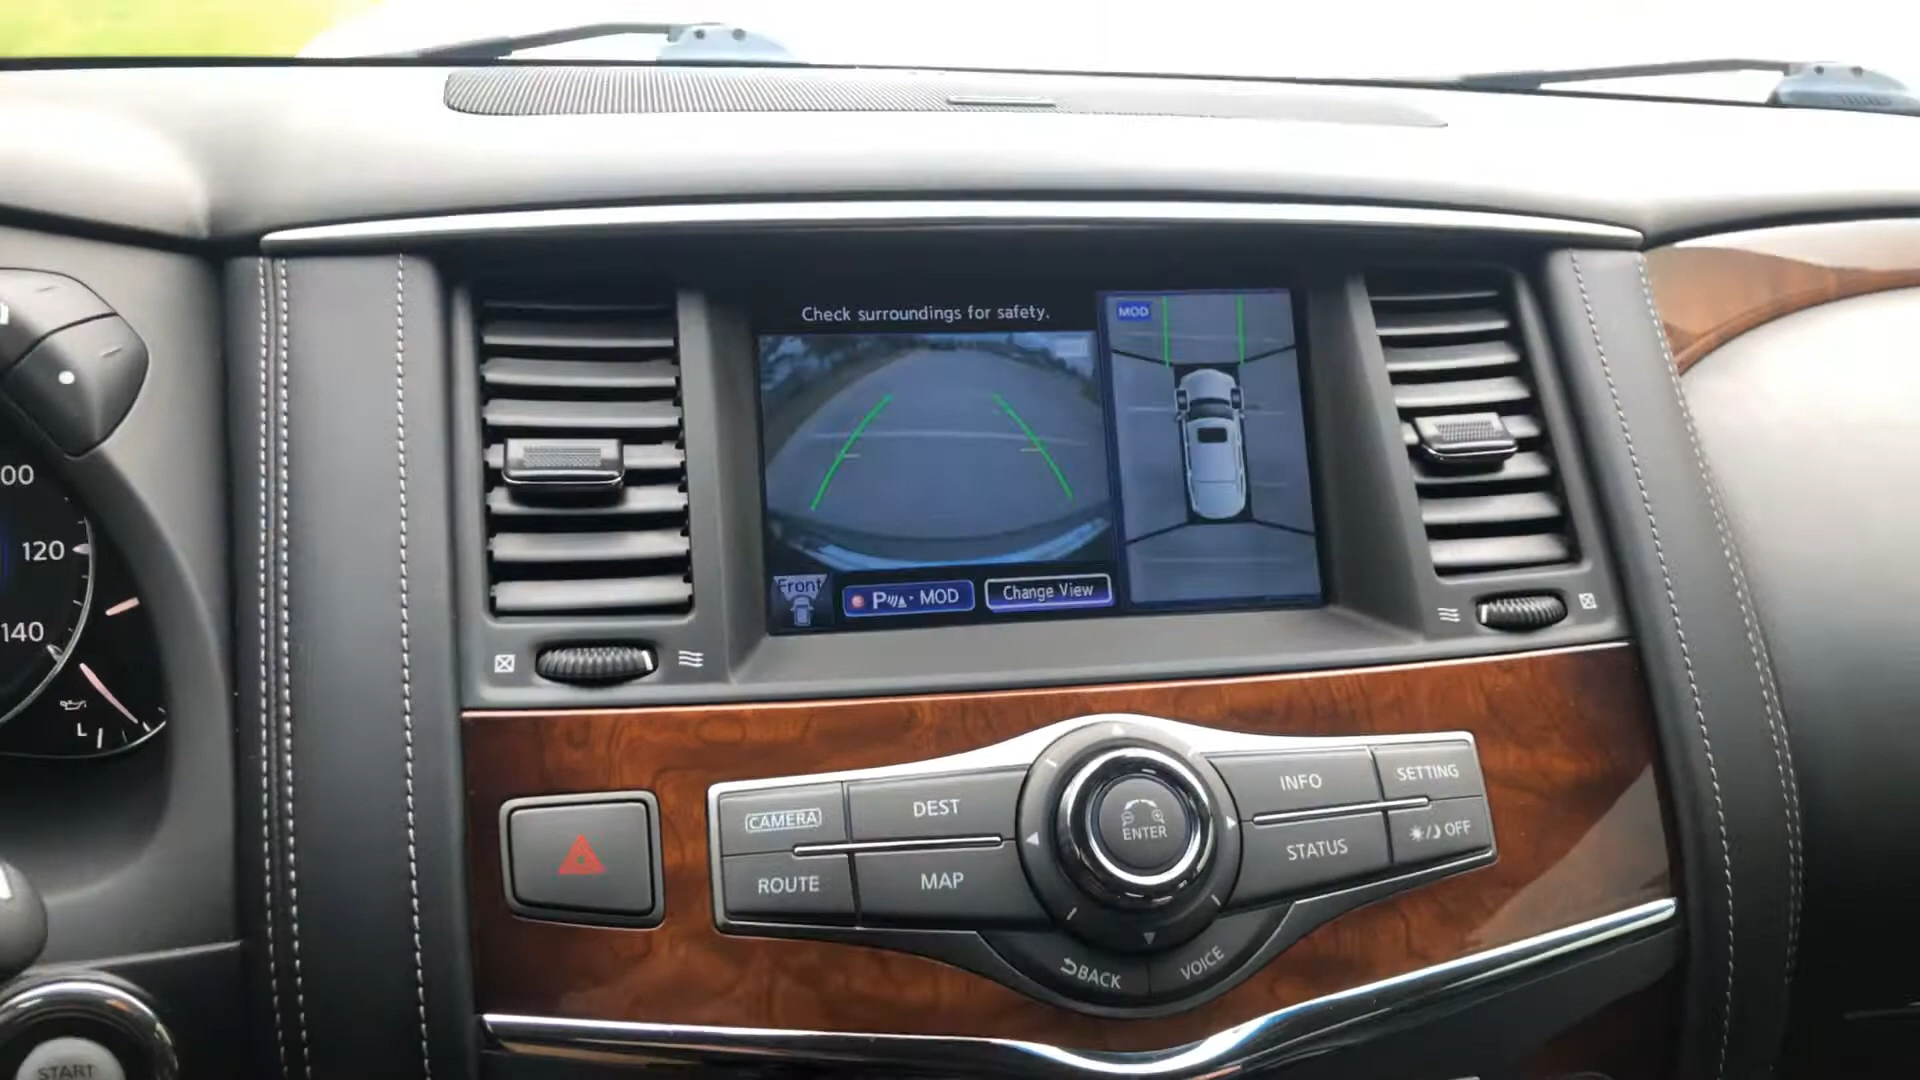 Check surroundings for safety.
MOD
Front
P MOD
Change View
00
120
140
L
CAMERA
DEST
ROUTE
MAP
ENTER
INFO
SETTING
STATUS
OFF
BACK
VOICE
START